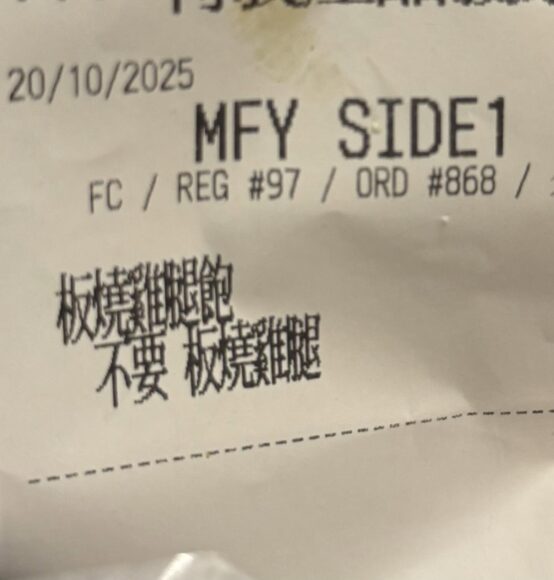 20/10/2025
MFY SIDE1
FC / REG #97 / ORD #868 /
板燒雞腿飽
不要 板燒雞腿